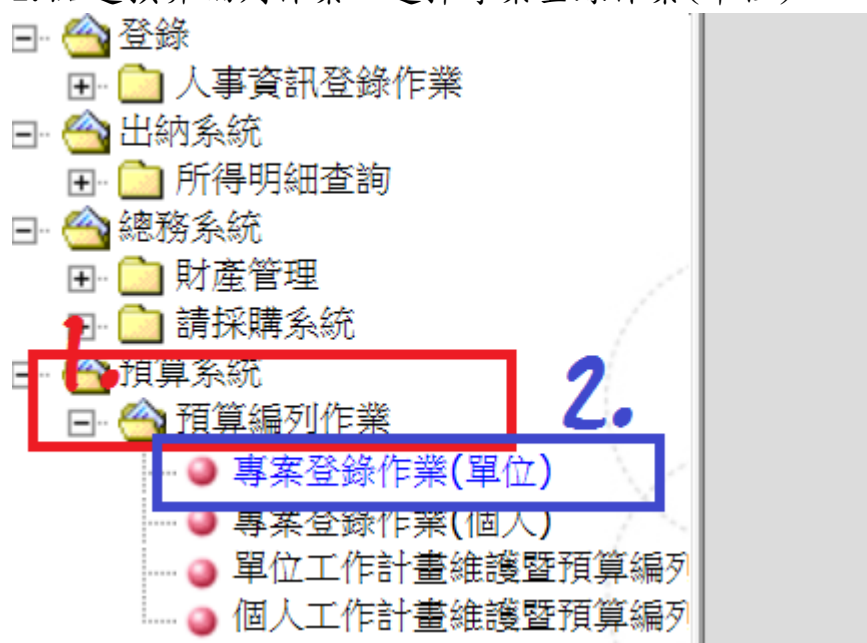 登錄
人事資訊登錄作業
出納系統
所得明細查詢
總務系統
財產管理
請採購系統
1.
預算系統
2.
預算編列作業
專案登錄作業(單位)
專案登錄作業(個人)
單位工作計畫維護暨預算編列
個人工作計畫維護暨預算編列